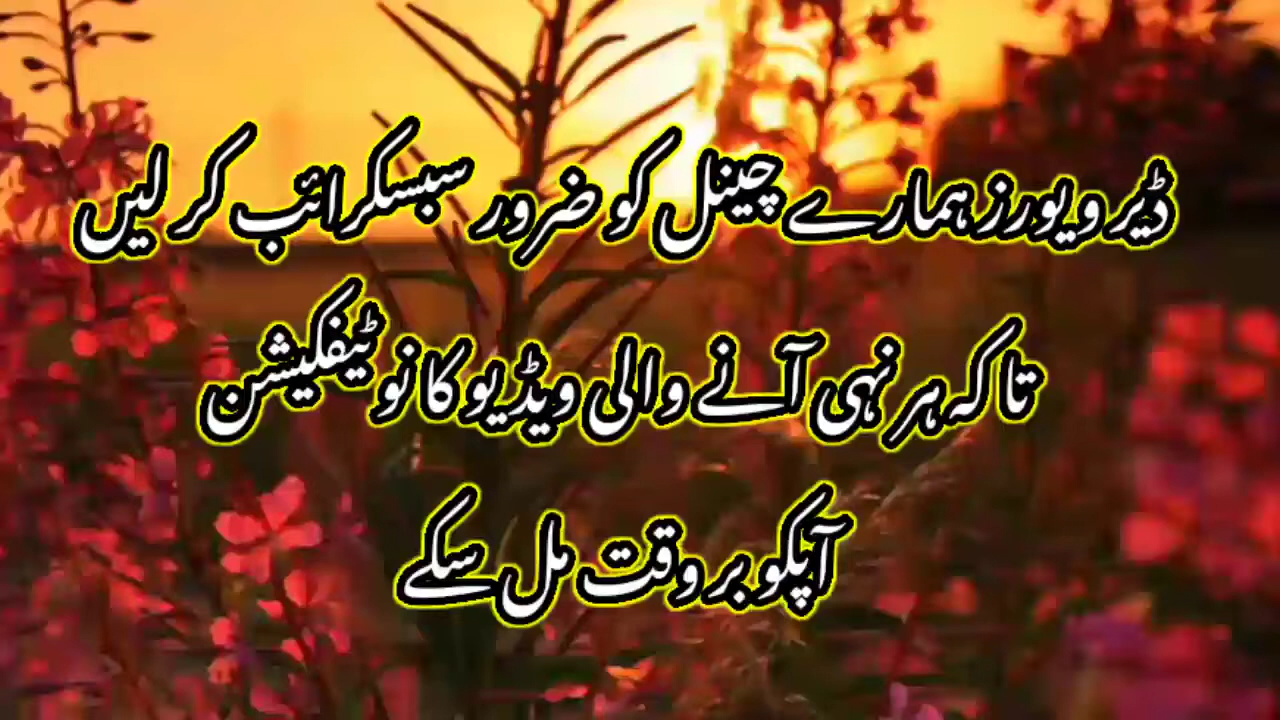 ڈیر ویورز ہمارے چینل کو ضرور سبسکرائب کر لیں
تاکہ ہر نہی آنے والی ویڈیو کا نوٹیفکیشن
آپکو بر وقت مل سکے